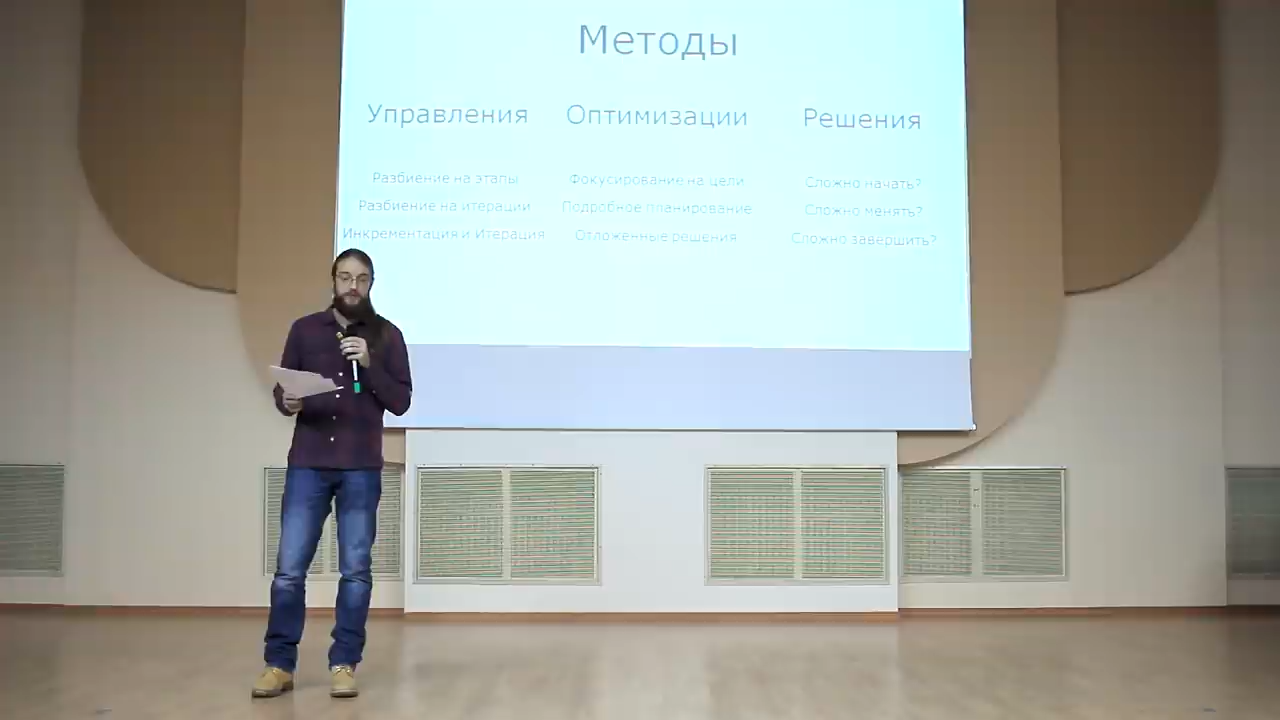 Методы
Управления
Разбиение на этапы
Разбиение на итерации
Инкрементация и Итерация
Оптимизации
Фокусирование на цели
Подробное планирование
Отложенные решения
Решения
Сложно начать?
Сложно менять?
Сложно завершить?